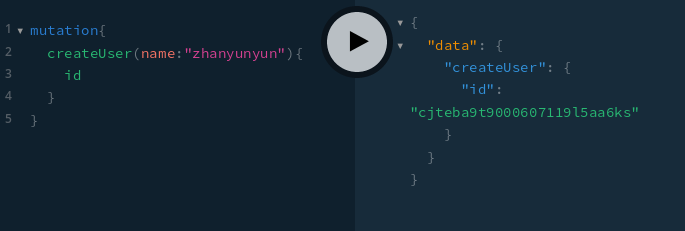 1 mutation{
2 createUser(name:"zhanyunyun"){
3 id
4 }
5 }
{
"data": {
"createUser": {
"id":
"cjteba9t9000607119l5aa6ks"
}
}
}